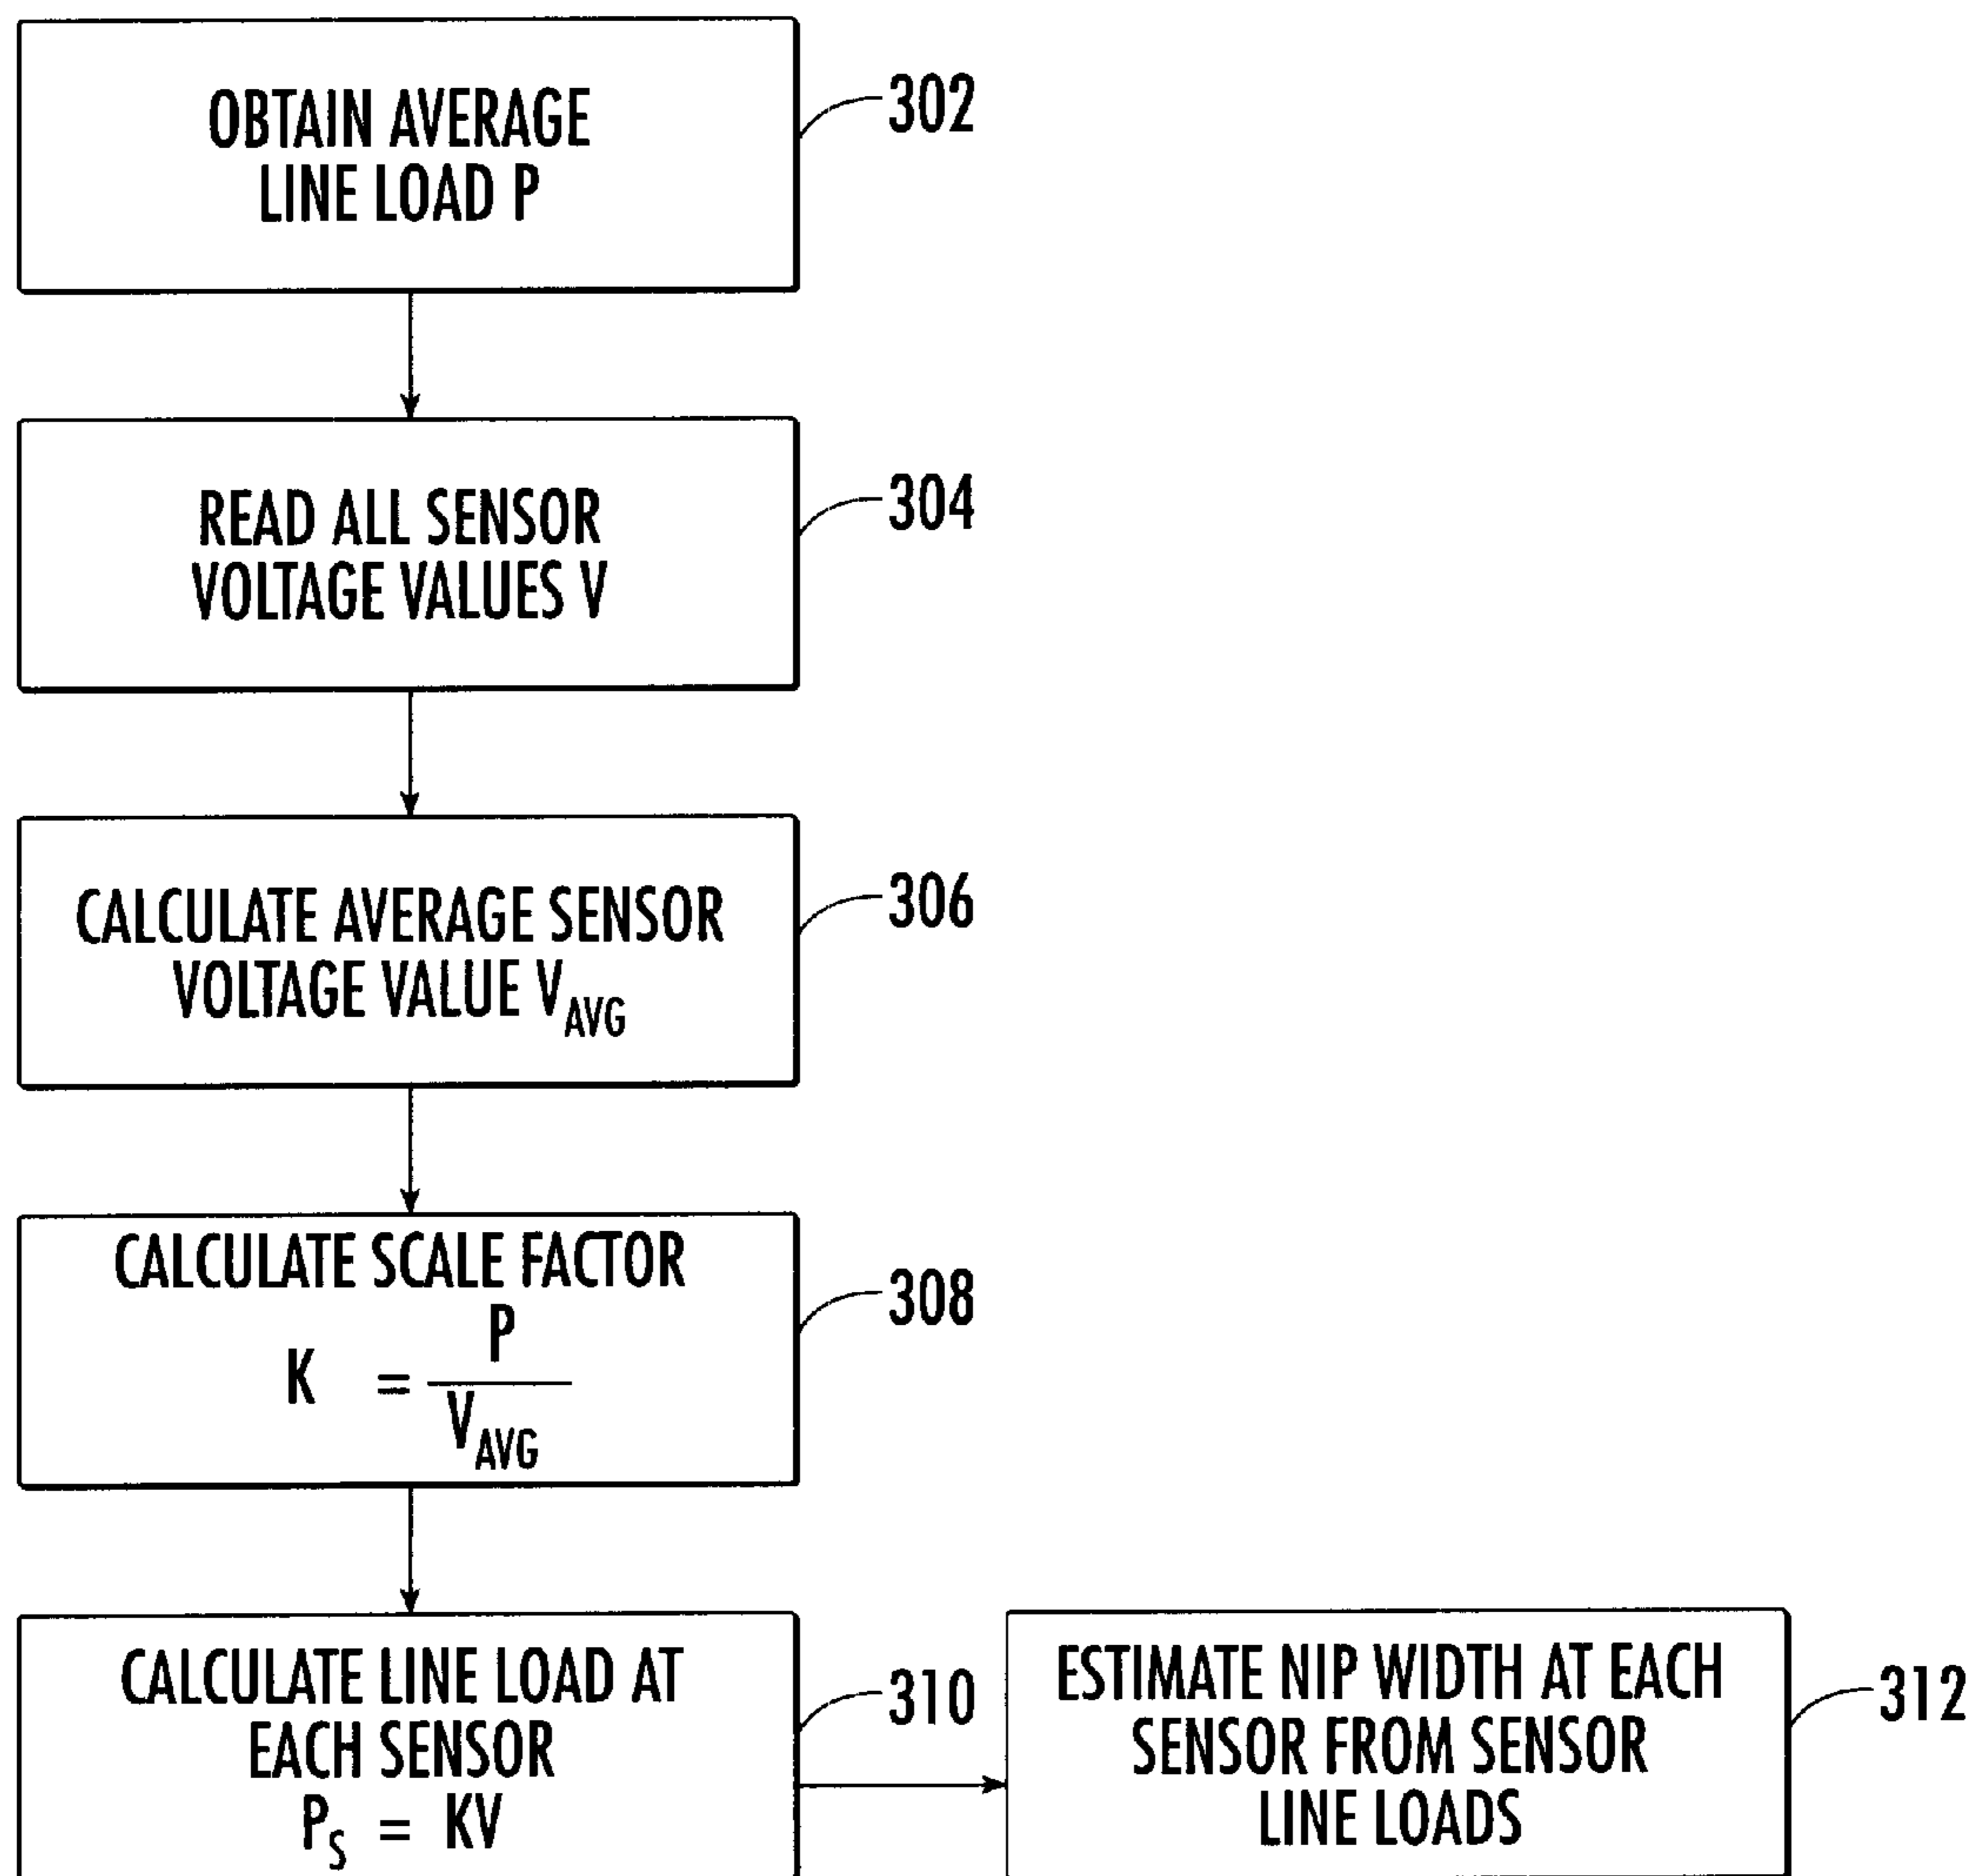 OBTAIN AVERAGE
LINE LOAD P
302
READ ALL SENSOR
VOLTAGE VALUES V
304
CALCULATE AVERAGE SENSOR
VOLTAGE VALUE VAVG
306
CALCULATE SCALE FACTOR
K = P
VAVG
308
CALCULATE LINE LOAD AT
EACH SENSOR
PS = KV
310
ESTIMATE NIP WIDTH AT EACH
SENSOR FROM SENSOR
LINE LOADS
312